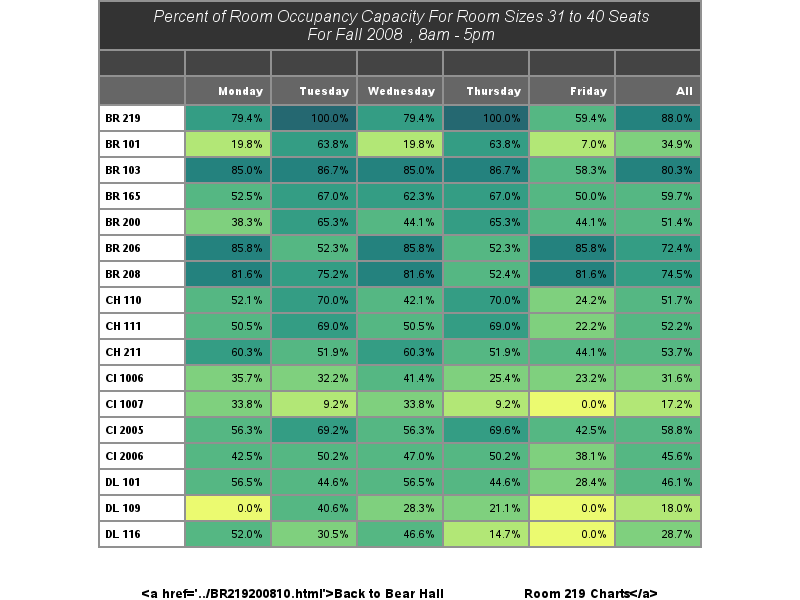 Percent of Room Occupancy Capacity For Room Sizes 31 to 40 Seats
For Fall 2008 , 8am - 5pm
Monday Tuesday Wednesday Thursday Friday All
BR 219 79.4% 100.0% 79.4% 100.0% 59.4% 88.0%
BR 101 19.8% 63.8% 19.8% 63.8% 7.0% 34.9%
BR 103 85.0% 86.7% 85.0% 86.7% 58.3% 80.3%
BR 165 52.5% 67.0% 62.3% 67.0% 50.0% 59.7%
BR 200 38.3% 65.3% 44.1% 65.3% 44.1% 51.4%
BR 206 85.8% 52.3% 85.8% 52.3% 85.8% 72.4%
BR 208 81.6% 75.2% 81.6% 52.4% 81.6% 74.5%
CH 110 52.1% 70.0% 42.1% 70.0% 24.2% 51.7%
CH 111 50.5% 69.0% 50.5% 69.0% 22.2% 52.2%
CH 211 60.3% 51.9% 60.3% 51.9% 44.1% 53.7%
CI 1006 35.7% 32.2% 41.4% 25.4% 23.2% 31.6%
CI 1007 33.8% 9.2% 33.8% 9.2% 0.0% 17.2%
CI 2005 56.3% 69.2% 56.3% 69.6% 42.5% 58.8%
CI 2006 42.5% 50.2% 47.0% 50.2% 38.1% 45.6%
DL 101 56.5% 44.6% 56.5% 44.6% 28.4% 46.1%
DL 109 0.0% 40.6% 28.3% 21.1% 0.0% 18.0%
DL 116 52.0% 30.5% 46.6% 14.7% 0.0% 28.7%
<a href='../BR219200810.html'>Back to Bear Hall Room 219 Charts</a>